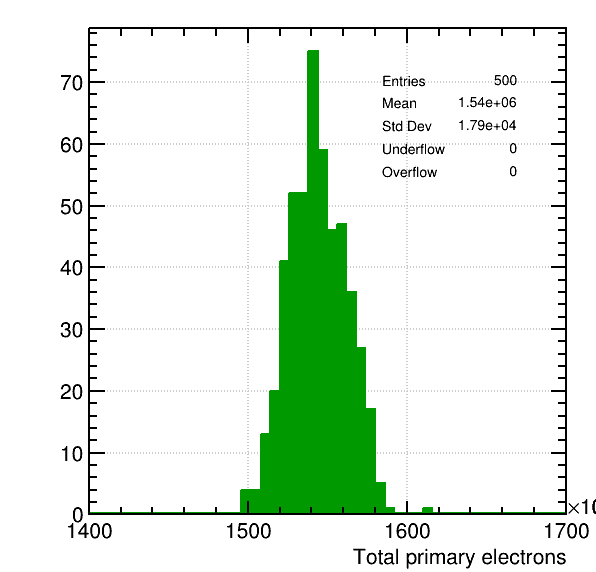 70
60
50
40
30
20
10
0
Entries 500
Mean 1.54e+06
Std Dev 1.79e+04
Underflow 0
Overflow 0
1400 1500 1600 1700
Total primary electrons